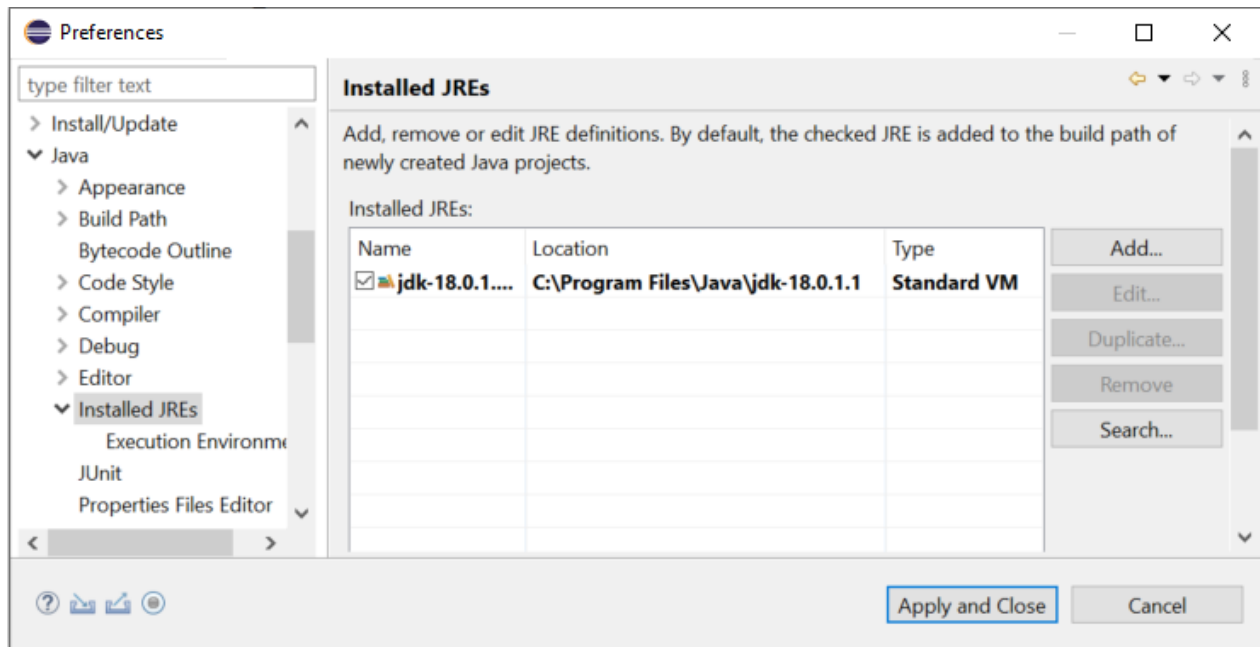 Preferences
type filter text
Install/Update
Java
Appearance
Build Path
Bytecode Outline
Code Style
Compiler
Debug
Editor
Installed JREs
Execution Environme
JUnit
Properties Files Editor
Installed JREs
Add, remove or edit JRE definitions. By default, the checked JRE is added to the build path of
newly created Java projects.
Installed JREs:
Name Location Type
jdk-18.0.1.... C:\Program Files\Java\jdk-18.0.1.1 Standard VM
Add...
Edit...
Duplicate...
Remove
Search...
Apply and Close Cancel